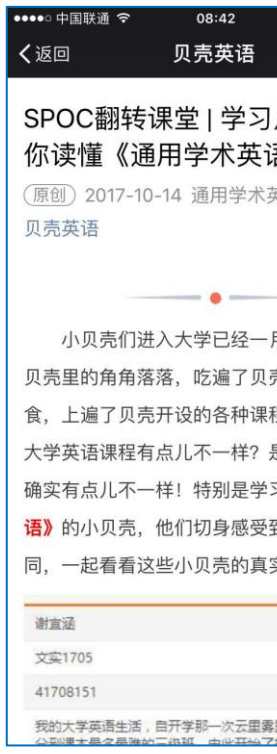 中国联通 08:42
返回 贝壳英语
SPOC翻转课堂 | 学习
你读懂《通用学术英语
原创 2017-10-14 通用学术英
贝壳英语
小贝壳们进入大学已经一月
贝壳里的角角落落，吃遍了贝壳
食，上遍了贝壳开设的各种课程
大学英语课程有点儿不一样？是
确实有点儿不一样！特别是学习
语》的小贝壳，他们切身感受到
同，一起看看这些小贝壳的真实
谢宜涵
文实1705
41708151
我的大学英语生活，自开学那一次云里雾